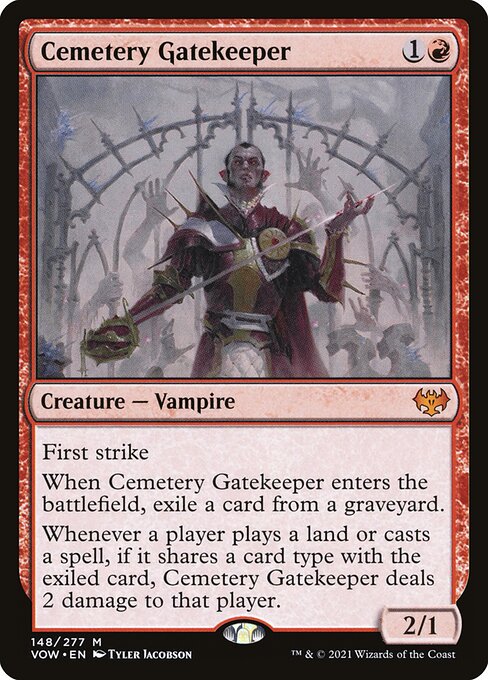 Cemetery Gatekeeper 1
Creature — Vampire
First strike
When Cemetery Gatekeeper enters the
battlefield, exile a card from a graveyard.
Whenever a player plays a land or casts
a spell, if it shares a card type with the
exiled card, Cemetery Gatekeeper deals
2 damage to that player.
2/1
148/277 M
VOW • EN Tyler Jacobson
™ & © 2021 Wizards of the Coast